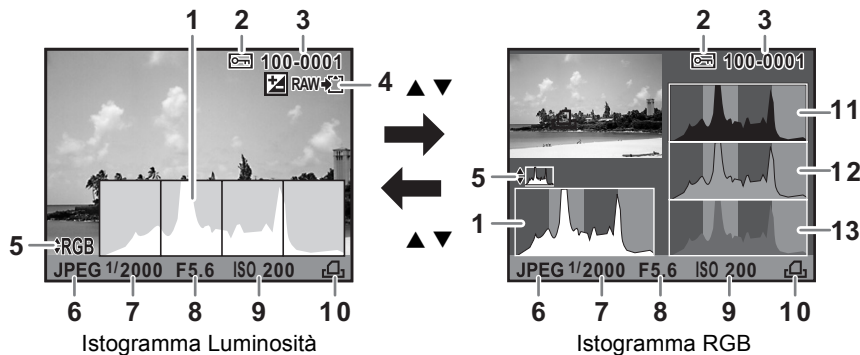 1
2 3
100-0001
RAW
4
5
RGB
JPEG 1/2000 F5.6 ISO 200
6 7 8 9 10
Istogramma Luminosità
▲ ▼
▲ ▼
2 3
100-0001
11
5
12
1
13
JPEG 1/2000 F5.6 ISO 200
6 7 8 9 10
Istogramma RGB